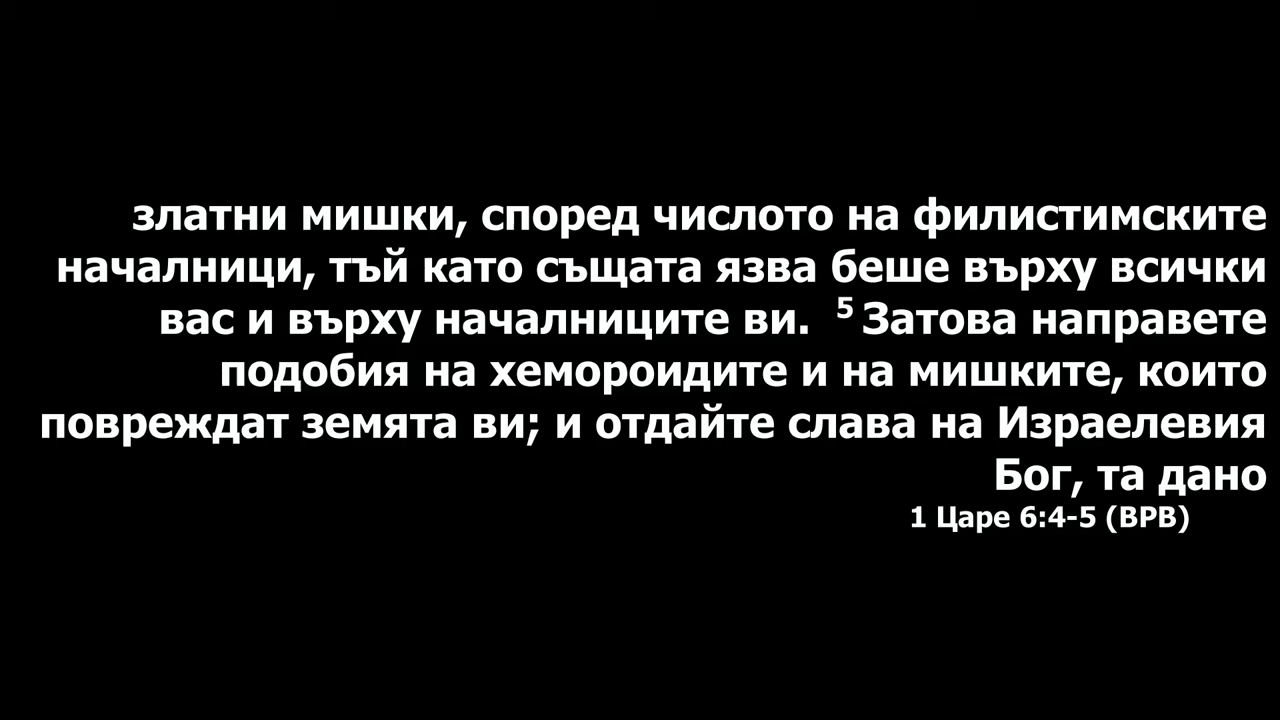 златни мишки, според числото на филистимските
началници, тъй като същата язва беше върху всички
вас и върху началниците ви. ⁵ Затова направете
подобия на хемороидите и на мишките, които
повреждат земята ви; и отдайте слава на Израелевия
Бог, та дано
1 Царе 6:4-5 (ВРВ)